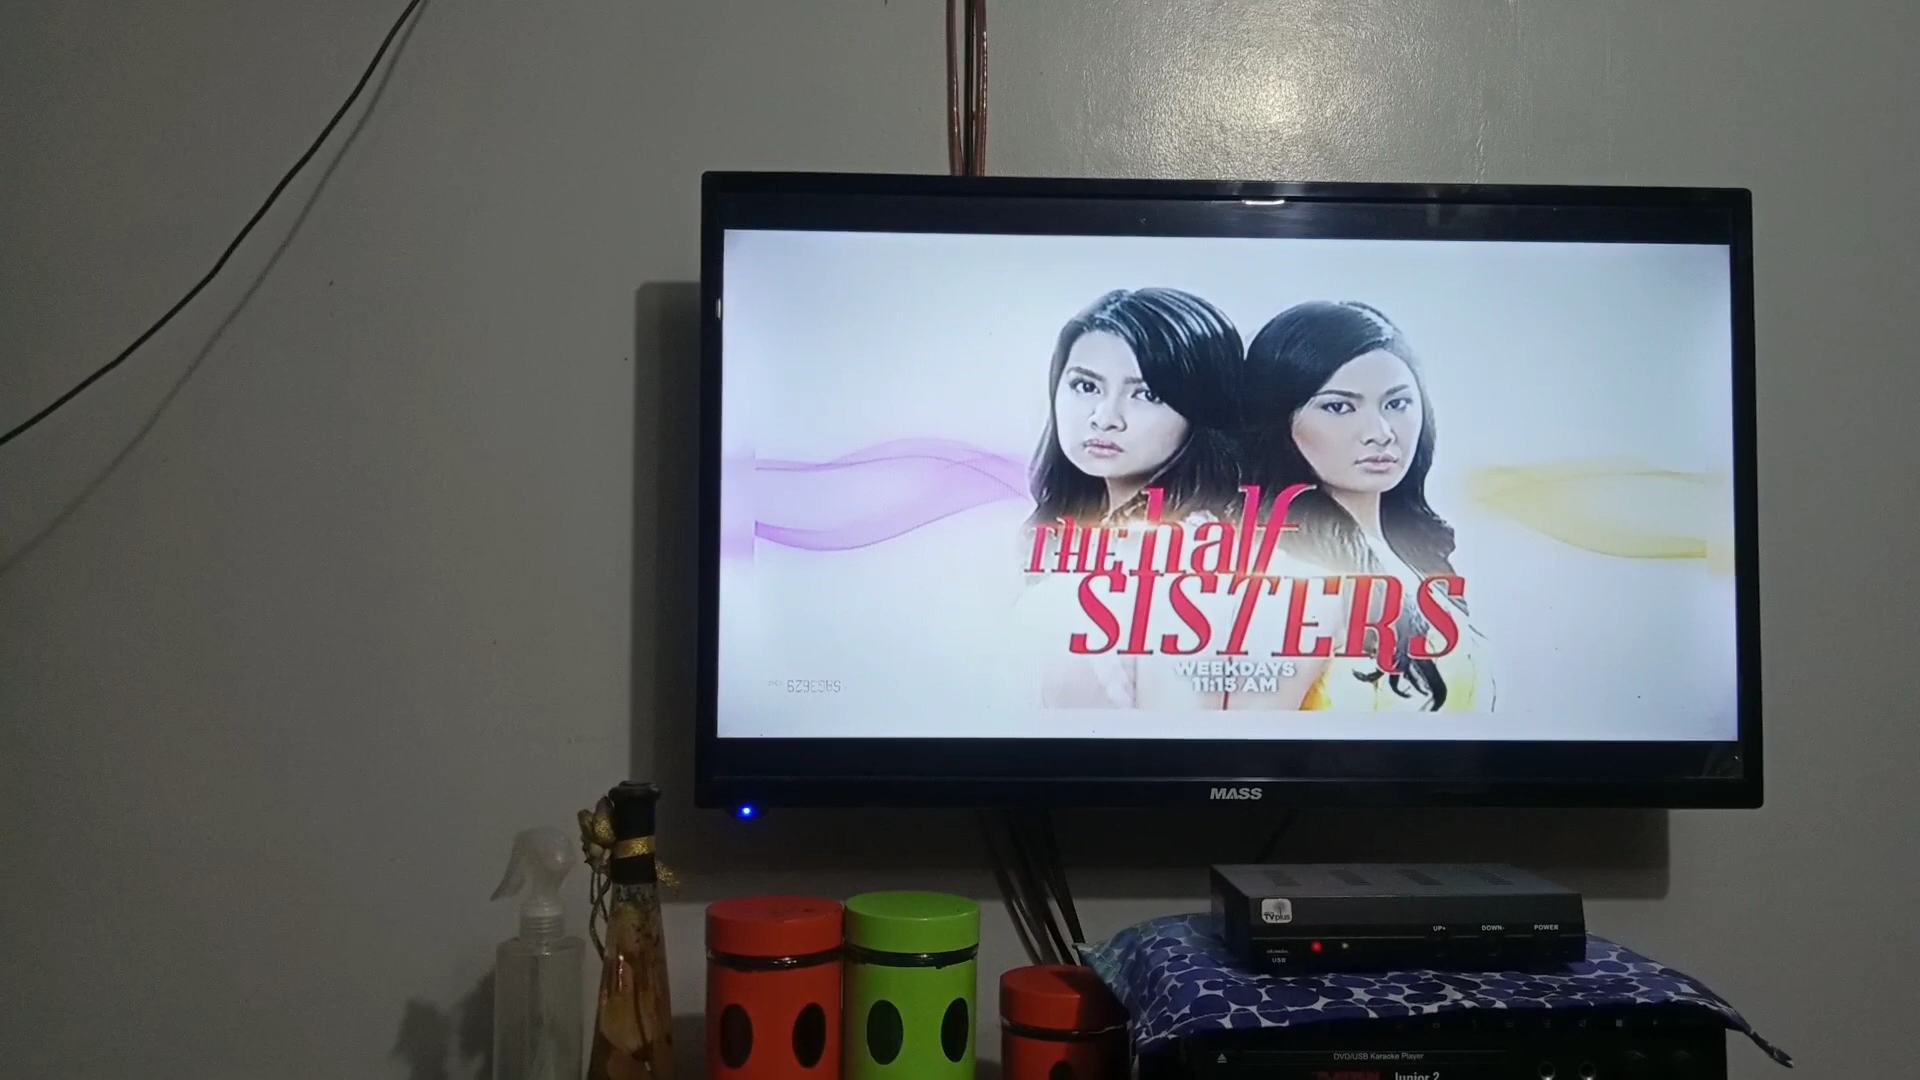 THE half
SISTERS
WEEKDAYS
11:15 AM
MASS
TVplus
UP+ DOWN- POWER
USB
DVD/USB Karaoke Player
Junior 2